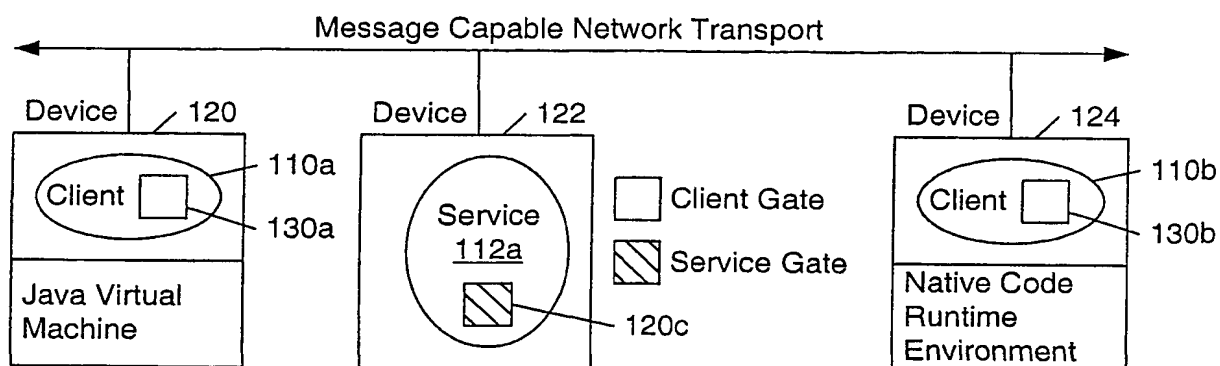 Message Capable Network Transport
Device 120
Client
110a
130a
Java Virtual
Machine
Device 122
Service
112a
120c
Client Gate
Service Gate
Device 124
Client
110b
130b
Native Code
Runtime
Environment